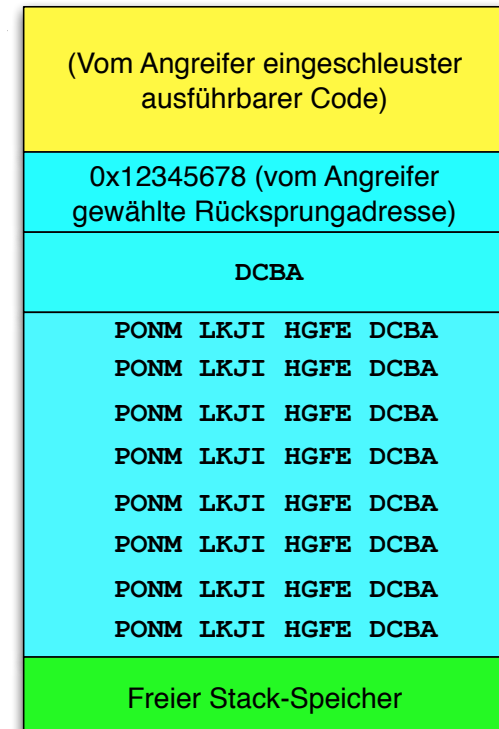 (Vom Angreifer eingeschleuster
ausführbarer Code)
0x12345678 (vom Angreifer
gewählte Rücksprungadresse)
DCBA
PONM LKJI HGFE DCBA
PONM LKJI HGFE DCBA
PONM LKJI HGFE DCBA
PONM LKJI HGFE DCBA
PONM LKJI HGFE DCBA
PONM LKJI HGFE DCBA
PONM LKJI HGFE DCBA
PONM LKJI HGFE DCBA
Freier Stack-Speicher